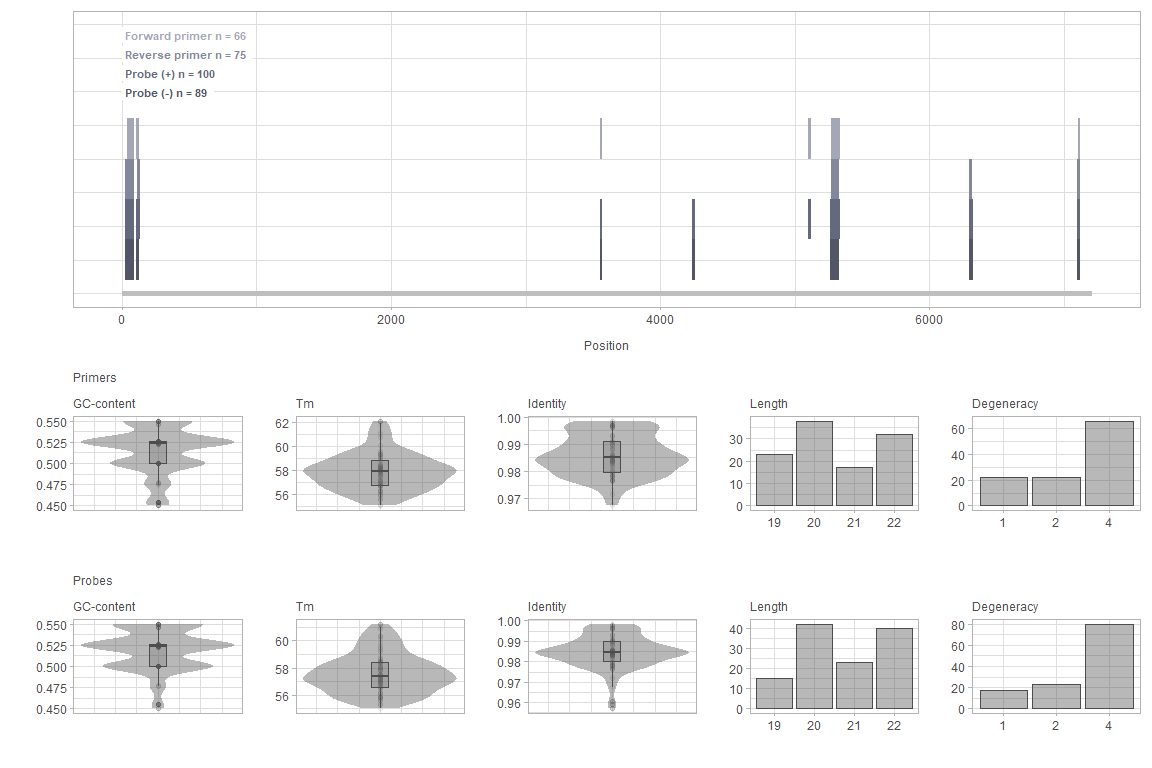 Forward primer n = 66
Reverse primer n = 75
Probe (+) n = 100
Probe (-) n = 89
0 2000 4000 6000
Position
Primers
GC-content Tm Identity Length Degeneracy
0.550 0.525 0.500 0.475 0.450
62 60 58 56
1.00 0.99 0.98 0.97
30 20 10 0
19 20 21 22
60 40 20 0
1 2 4
Probes
GC-content Tm Identity Length Degeneracy
0.550 0.525 0.500 0.475 0.450
60 58 56
1.00 0.99 0.98 0.97 0.96
40 30 20 10 0
19 20 21 22
80 60 40 20 0
1 2 4